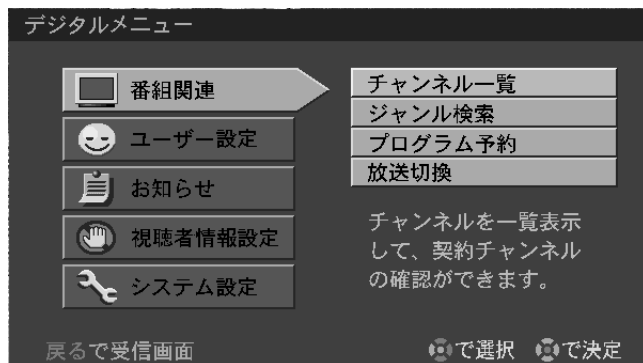 デジタルメニュー
番組関連
ユーザー設定
お知らせ
視聴者情報設定
システム設定
チャンネル一覧
ジャンル検索
プログラム予約
放送切換
チャンネルを一覧表示
して、契約チャンネル
の確認ができます。
戻るで受信画面
で選択 で決定